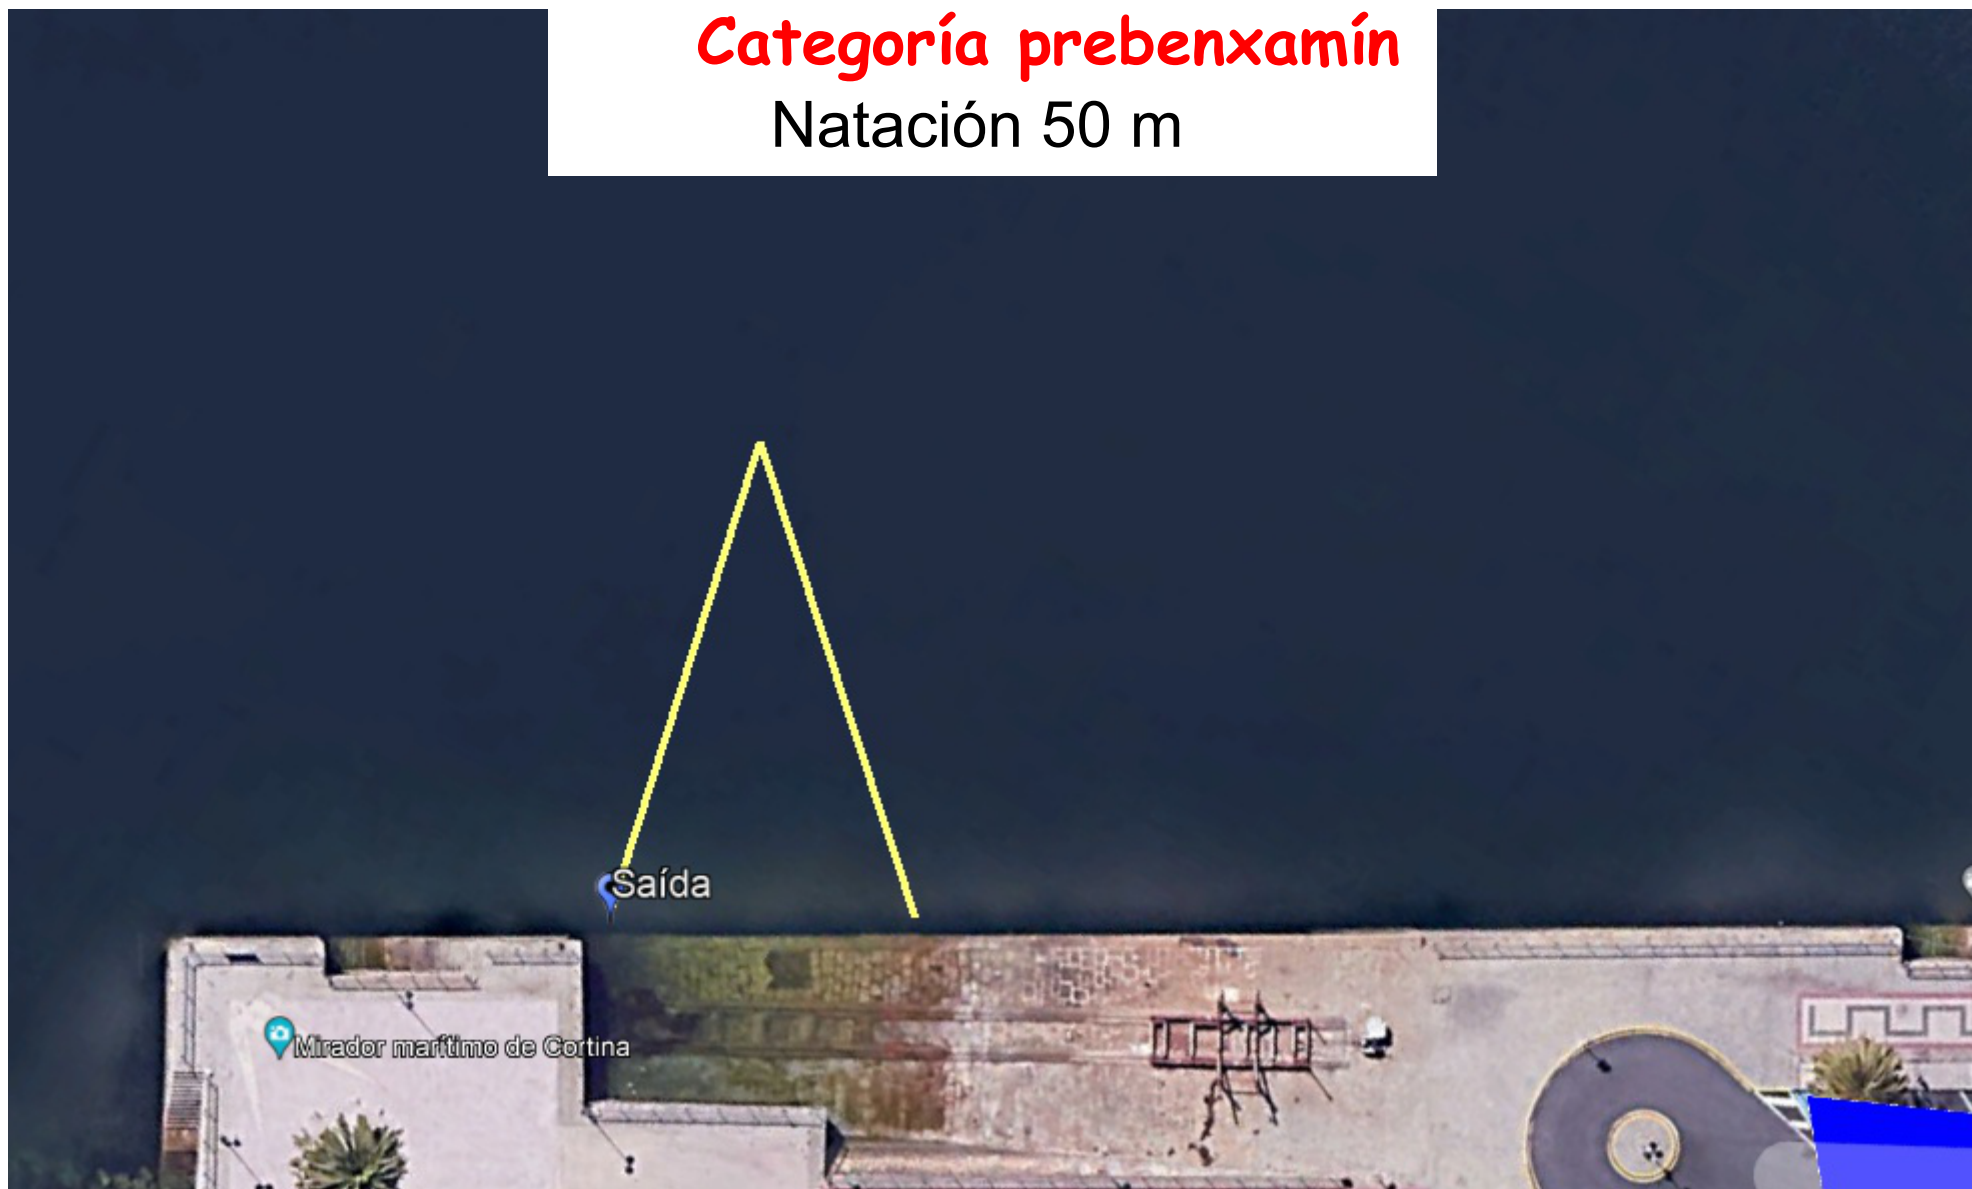 Categoría prebenxamín
Natación 50 m
Saída
Mirador marítimo de Cortina